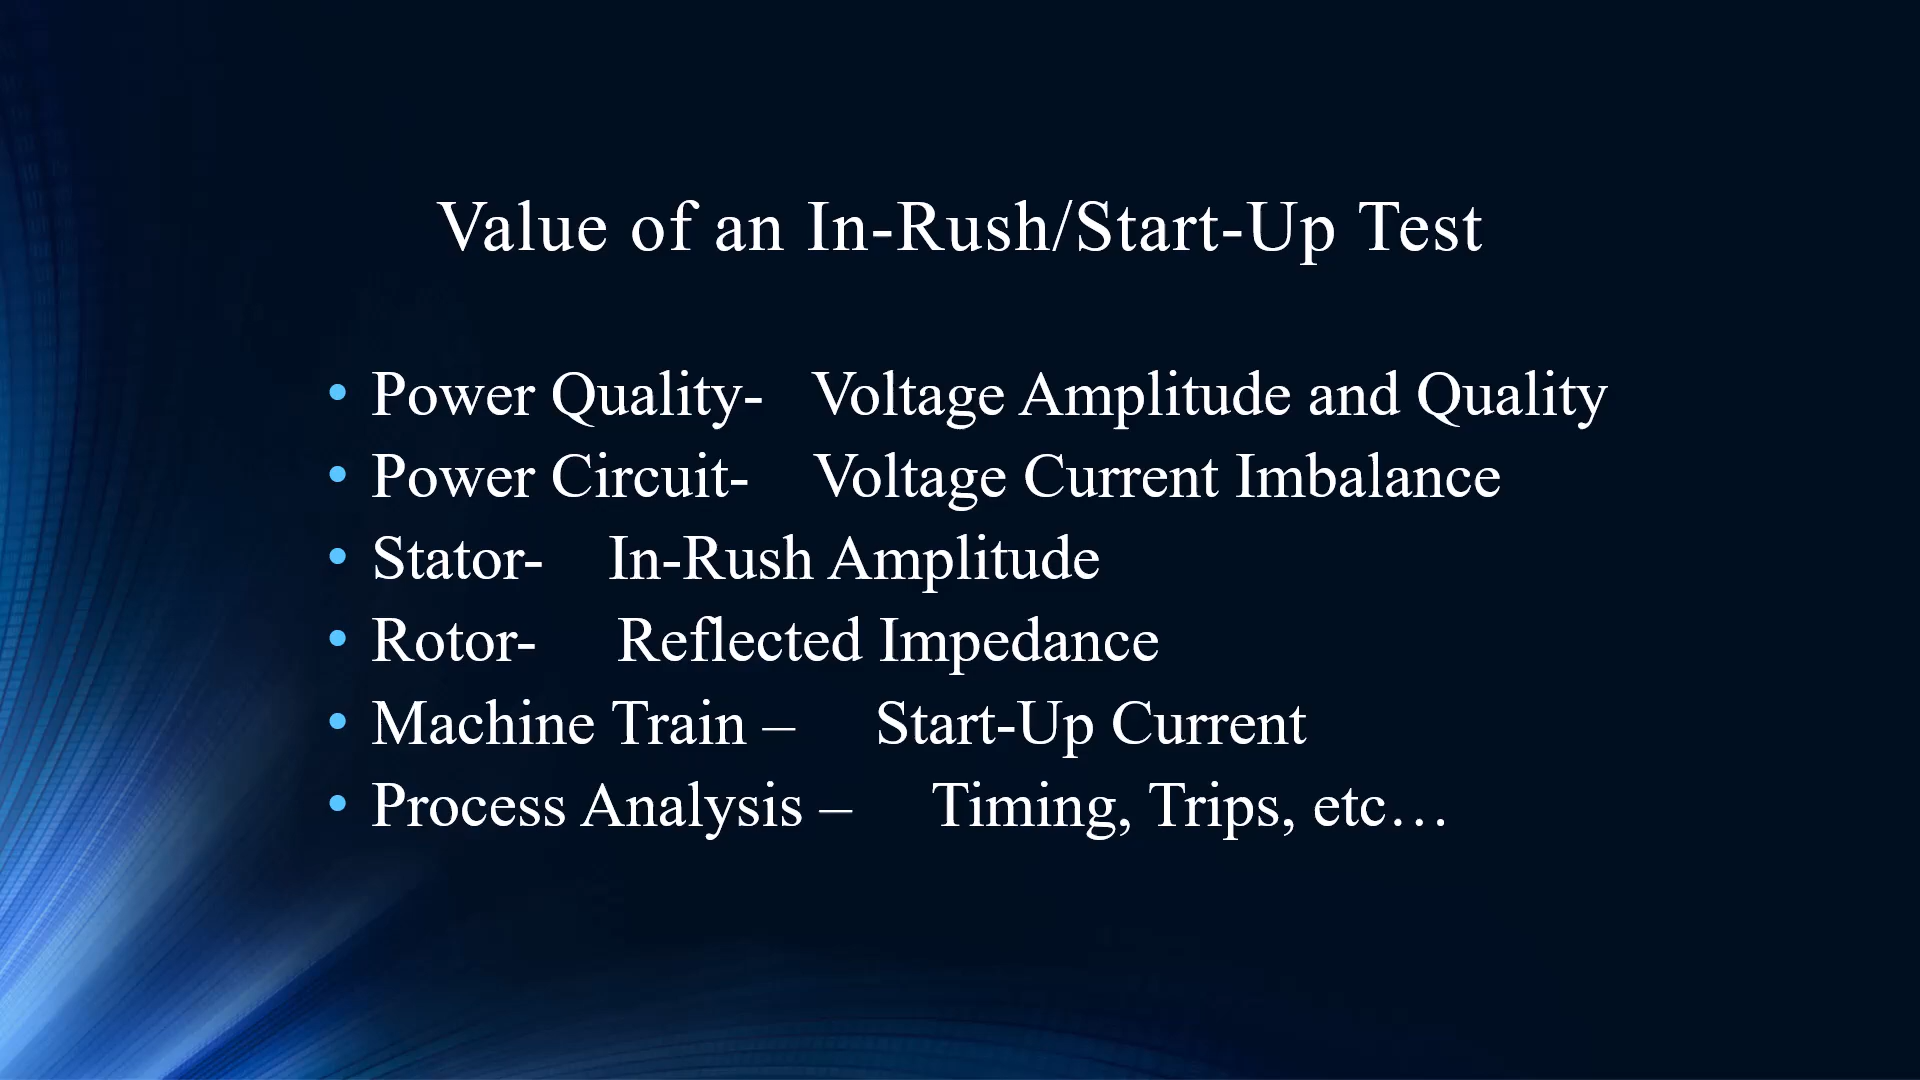 Value of an In-Rush/Start-Up Test
• Power Quality- Voltage Amplitude and Quality
• Power Circuit- Voltage Current Imbalance
• Stator- In-Rush Amplitude
• Rotor- Reflected Impedance
• Machine Train – Start-Up Current
• Process Analysis – Timing, Trips, etc…